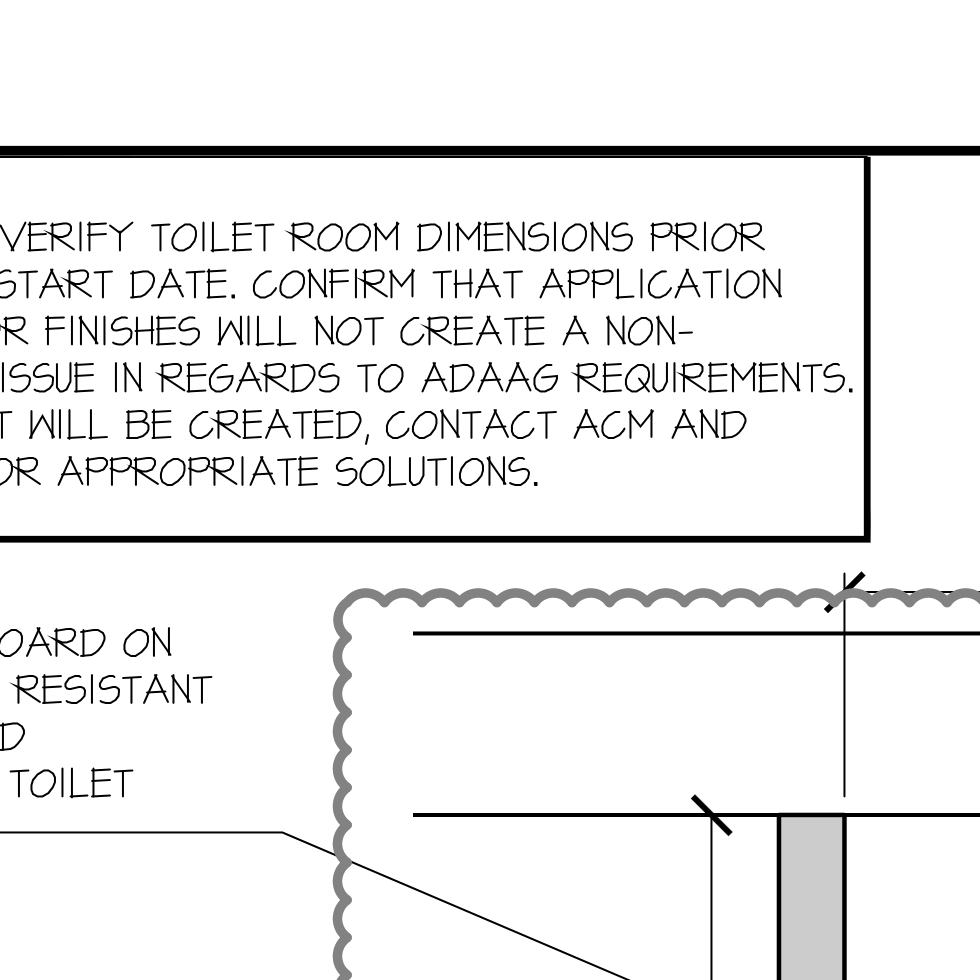 VERIFY TOILET ROOM DIMENSIONS PRIOR
START DATE. CONFIRM THAT APPLICATION
OR FINISHES WILL NOT CREATE A NON-
ISSUE IN REGARDS TO ADAAG REQUIREMENTS.
T WILL BE CREATED, CONTACT ACM AND
OR APPROPRIATE SOLUTIONS.
OARD ON
RESISTANT
D
TOILET